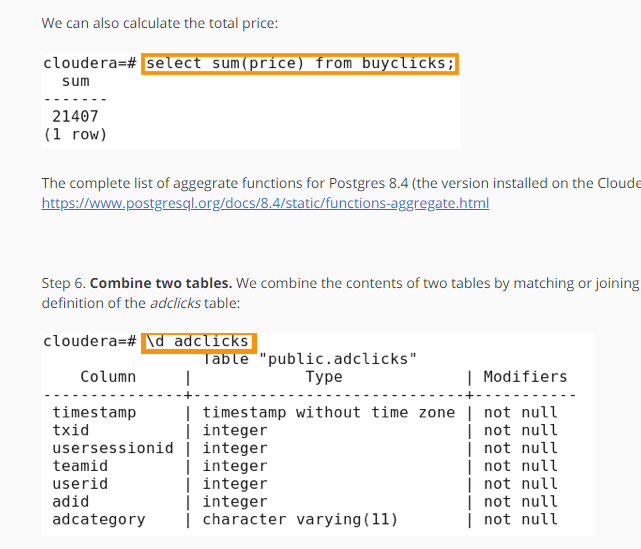 We can also calculate the total price:
cloudera=# select sum(price) from buyclicks;
sum
-------
21407
(1 row)
The complete list of aggegrate functions for Postgres 8.4 (the version installed on the Cloude
https://www.postgresql.org/docs/8.4/static/functions-aggregate.html
Step 6. Combine two tables. We combine the contents of two tables by matching or joining
definition of the adclicks table:
cloudera=# \d adclicks
Table "public.adclicks"
Column | Type | Modifiers
---------------+-----------------------------+-----------
timestamp | timestamp without time zone | not null
txid | integer | not null
usersessionid | integer | not null
teamid | integer | not null
userid | integer | not null
adid | integer | not null
adcategory | character varying(11) | not null